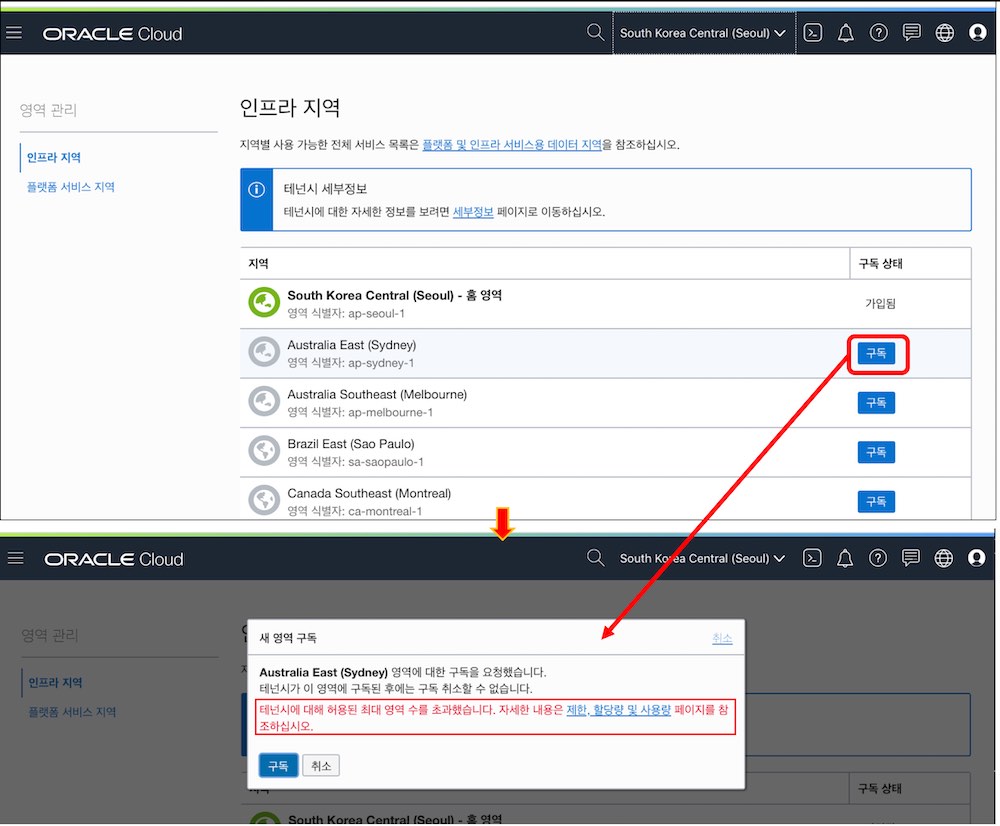 ORACLE Cloud
South Korea Central (Seoul)
영역 관리
인프라 지역
플랫폼 서비스 지역
인프라 지역
지역별 사용 가능한 전체 서비스 목록은 플랫폼 및 인프라 서비스용 데이터 지역을 참조하십시오.
테넌시 세부정보
테넌시에 대한 자세한 정보를 보려면 세부정보 페이지로 이동하십시오.
지역
구독 상태
South Korea Central (Seoul) - 홈 영역
영역 식별자: ap-seoul-1
가입됨
Australia East (Sydney)
영역 식별자: ap-sydney-1
구독
Australia Southeast (Melbourne)
영역 식별자: ap-melbourne-1
구독
Brazil East (Sao Paulo)
영역 식별자: sa-saopaulo-1
구독
Canada Southeast (Montreal)
영역 식별자: ca-montreal-1
구독
ORACLE Cloud
South Korea Central (Seoul)
영역 관리
인프라 지역
플랫폼 서비스 지역
새 영역 구독
취소
Australia East (Sydney) 영역에 대한 구독을 요청했습니다.
테넌시가 이 영역에 구독된 후에는 구독 취소할 수 없습니다.
테넌시에 대해 허용된 최대 영역 수를 초과했습니다. 자세한 내용은 제한, 할당량 및 사용량 페이지를 참
조하십시오.
구독
취소
구독 상태
South Korea Central (Seoul) - 홈 영역